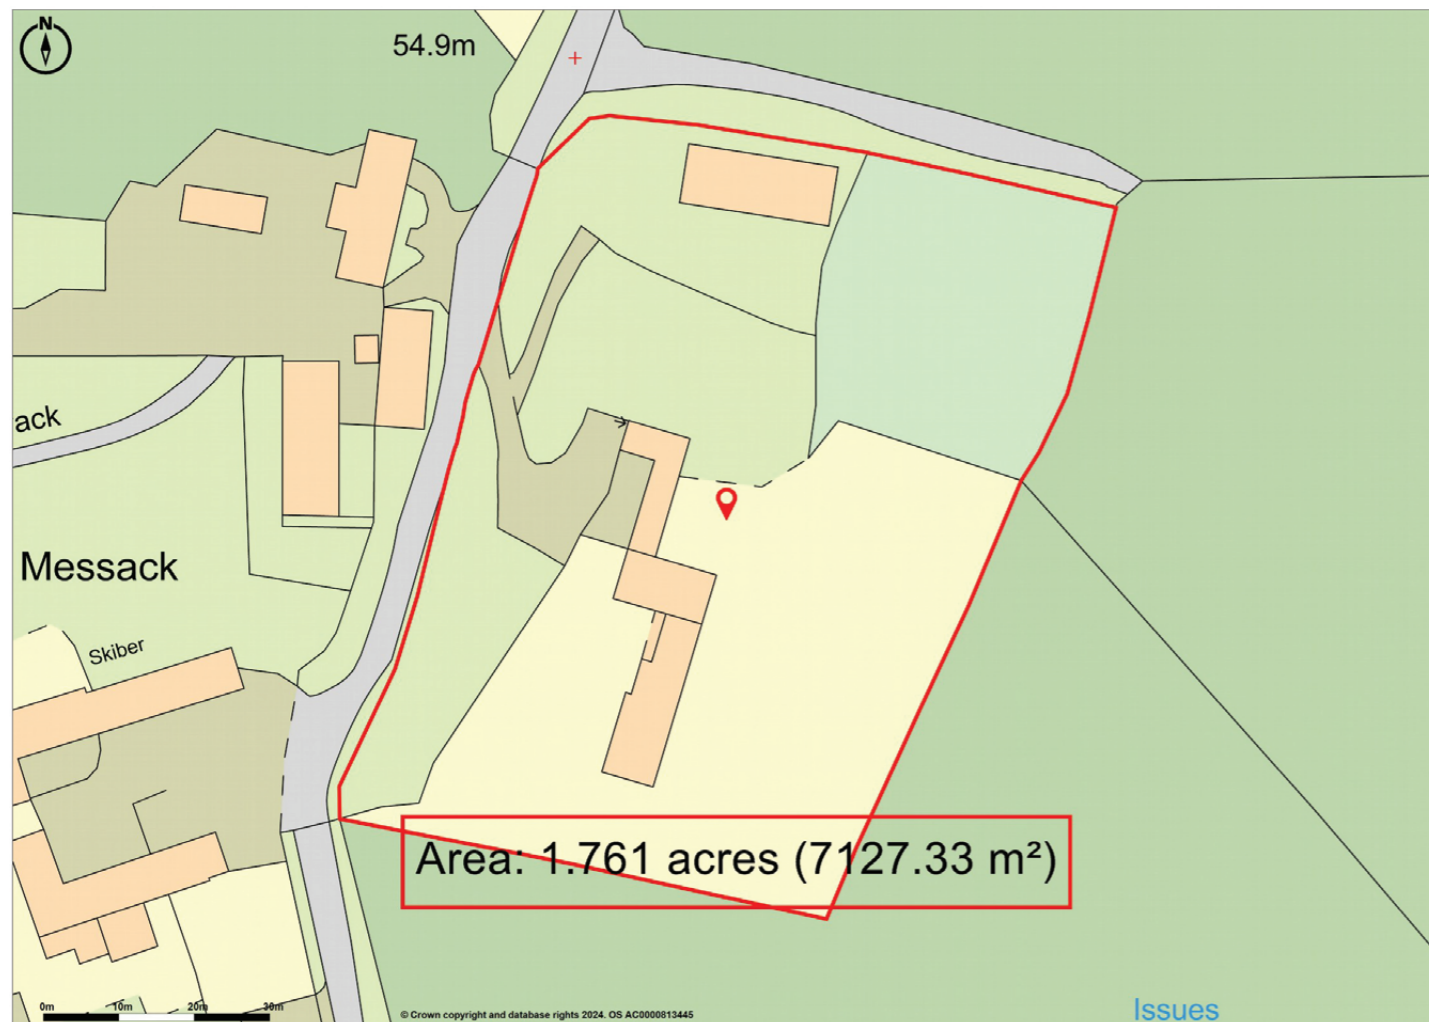 N
54.9m
ack
Messack
Skiber
Area: 1.761 acres (7127.33 m²)
0m 10m 20m 30m
© Crown copyright and database rights 2024. OS AC0000813445
Issues